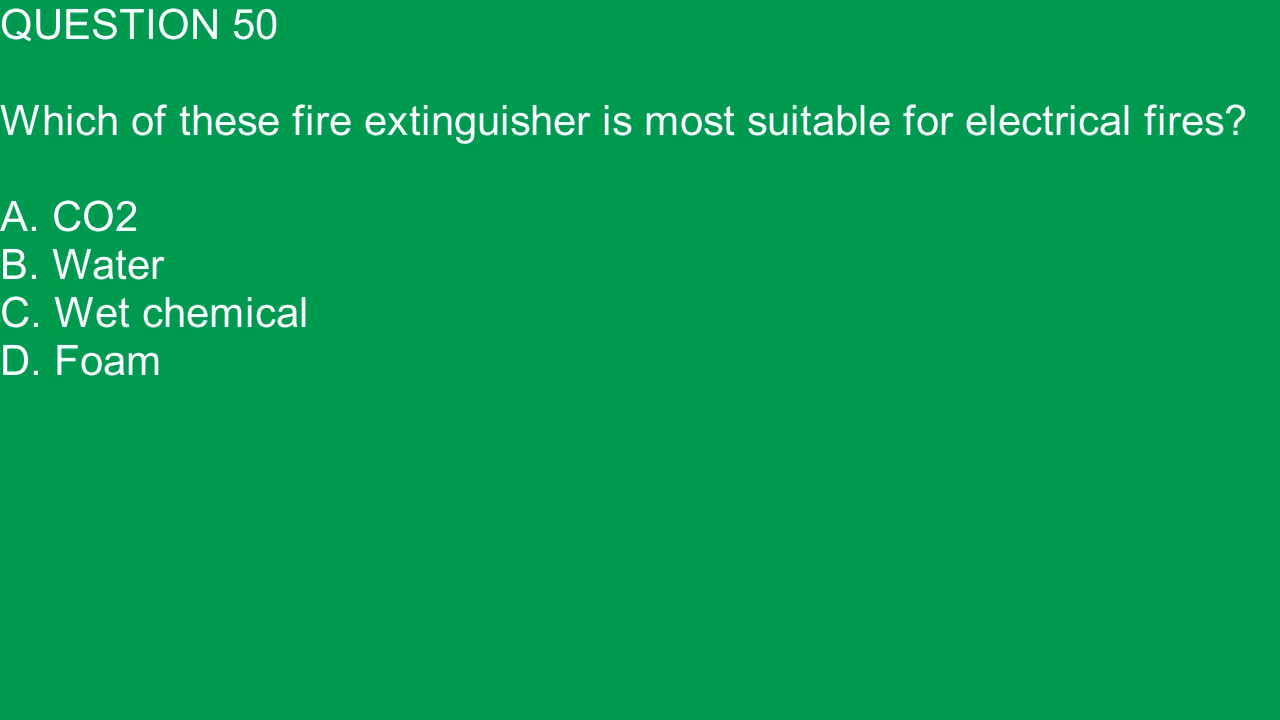 QUESTION 50
Which of these fire extinguisher is most suitable for electrical fires?
A. CO2
B. Water
C. Wet chemical
D. Foam